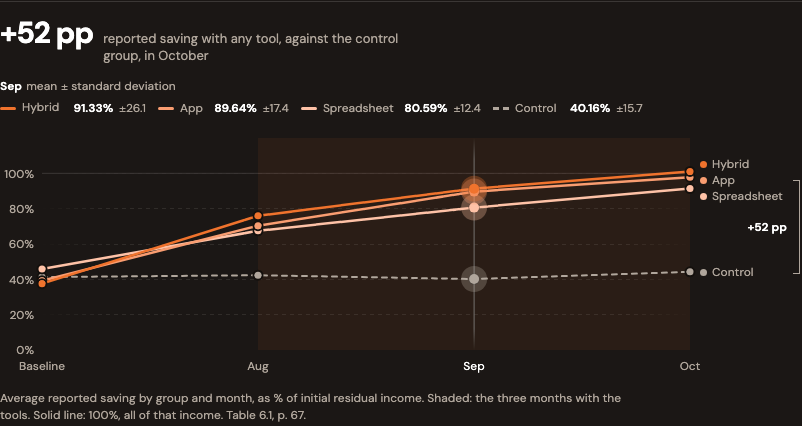 +52 pp reported saving with any tool, against the control
group, in October
Sep mean ± standard deviation
Hybrid 91.33% ±26.1 App 89.64% ±17.4 Spreadsheet 80.59% ±12.4 Control 40.16% ±15.7
100%
80%
60%
40%
20%
0%
Hybrid
App
Spreadsheet
+52 pp
Control
Baseline Aug Sep Oct
Average reported saving by group and month, as % of initial residual income. Shaded: the three months with the
tools. Solid line: 100%, all of that income. Table 6.1, p. 67.